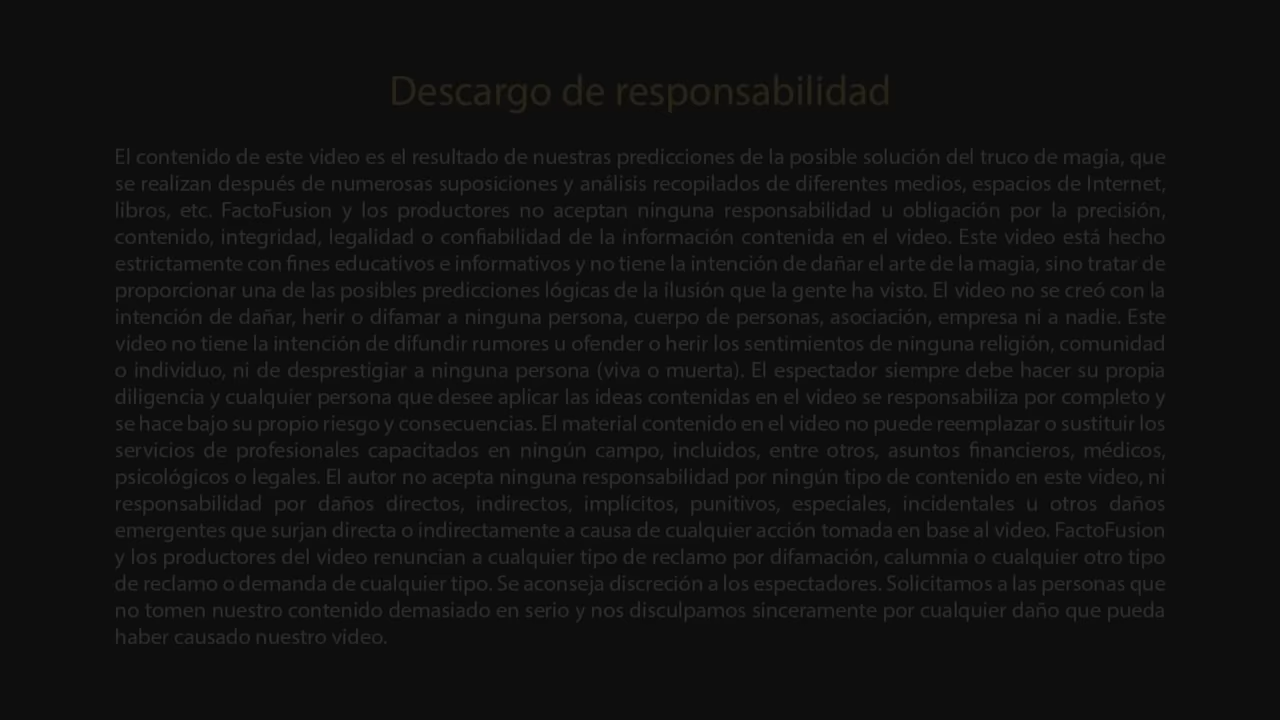 Descargo de responsabilidad
El contenido de este video es el resultado de nuestras predicciones de la posible solución del truco de magia, que
se realizan después de numerosas suposiciones y análisis recopilados de diferentes medios, espacios de Internet,
libros, etc. FactoFusion y los productores no aceptan ninguna responsabilidad u obligación por la precisión,
contenido, integridad, legalidad o confiabilidad de la información contenida en el video. Este video está hecho
estrictamente con fines educativos e informativos y no tiene la intención de dañar el arte de la magia, sino tratar de
proporcionar una de las posibles predicciones lógicas de la ilusión que la gente ha visto. El video no se creó con la
intención de dañar, herir o difamar a ninguna persona, cuerpo de personas, asociación, empresa ni a nadie. Este
video no tiene la intención de difundir rumores u ofender o herir los sentimientos de ninguna religión, comunidad
o individuo, ni de desprestigiar a ninguna persona (viva o muerta). El espectador siempre debe hacer su propia
diligencia y cualquier persona que desee aplicar las ideas contenidas en el video se responsabiliza por completo y
se hace bajo su propio riesgo y consecuencias. El material contenido en el video no puede reemplazar o sustituir los
servicios de profesionales capacitados en ningún campo, incluidos, entre otros, asuntos financieros, médicos,
psicológicos o legales. El autor no acepta ninguna responsabilidad por ningún tipo de contenido en este video, ni
responsabilidad por daños directos, indirectos, implícitos, punitivos, especiales, incidentales u otros daños
emergentes que surjan directa o indirectamente a causa de cualquier acción tomada en base al video. FactoFusion
y los productores del video renuncian a cualquier tipo de reclamo por difamación, calumnia o cualquier otro tipo
de reclamo o demanda de cualquier tipo. Se aconseja discreción a los espectadores. Solicitamos a las personas que
no tomen nuestro contenido demasiado en serio y nos disculpamos sinceramente por cualquier daño que pueda
haber causado nuestro video.